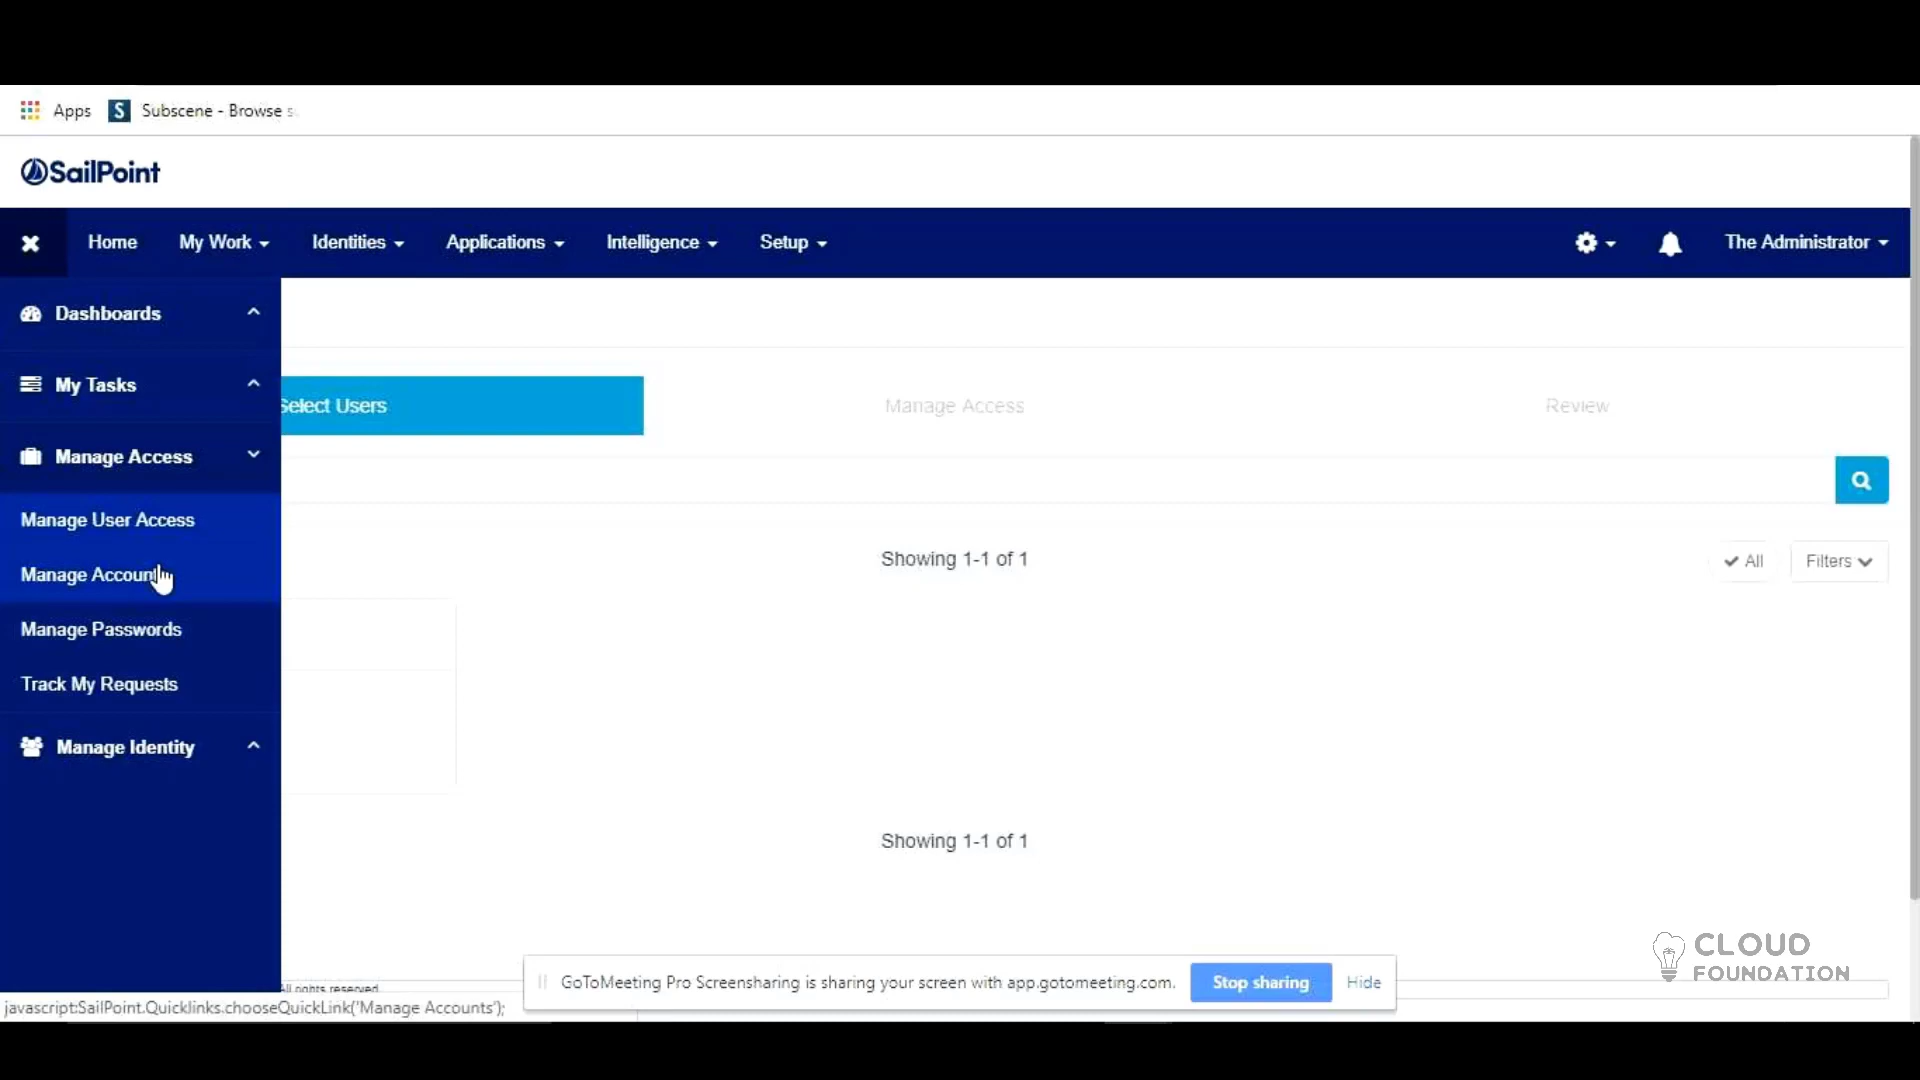 Apps
S
Subscene - Browse s
SailPoint
Home
My Work
Identities
Applications
Intelligence
Setup
The Administrator
Dashboards
My Tasks
Manage Access
Manage User Access
Manage Account
Manage Passwords
Track My Requests
Manage Identity
Select Users
Manage Access
Review
Showing 1-1 of 1
All
Filters
Showing 1-1 of 1
All rights reserved.
GoToMeeting Pro Screensharing is sharing your screen with app.gotomeeting.com.
Stop sharing
Hide
CLOUD
FOUNDATION
javascript:SailPoint.Quicklinks.chooseQuickLink('Manage Accounts');